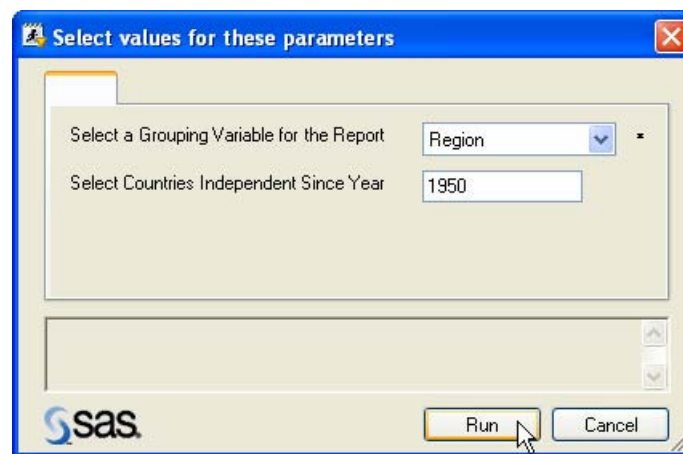 Select values for these parameters
Select a Grouping Variable for the Report Region *
Select Countries Independent Since Year 1950
sas. Run Cancel